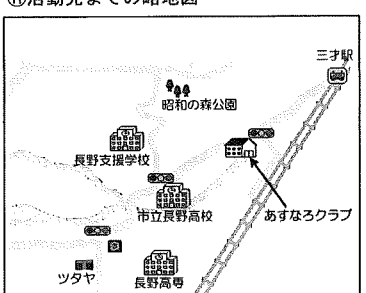 活動先までの略地図
三才駅
昭和の森公園
長野支援学校
市立長野高校
あすなろクラブ
ツタヤ
長野高専